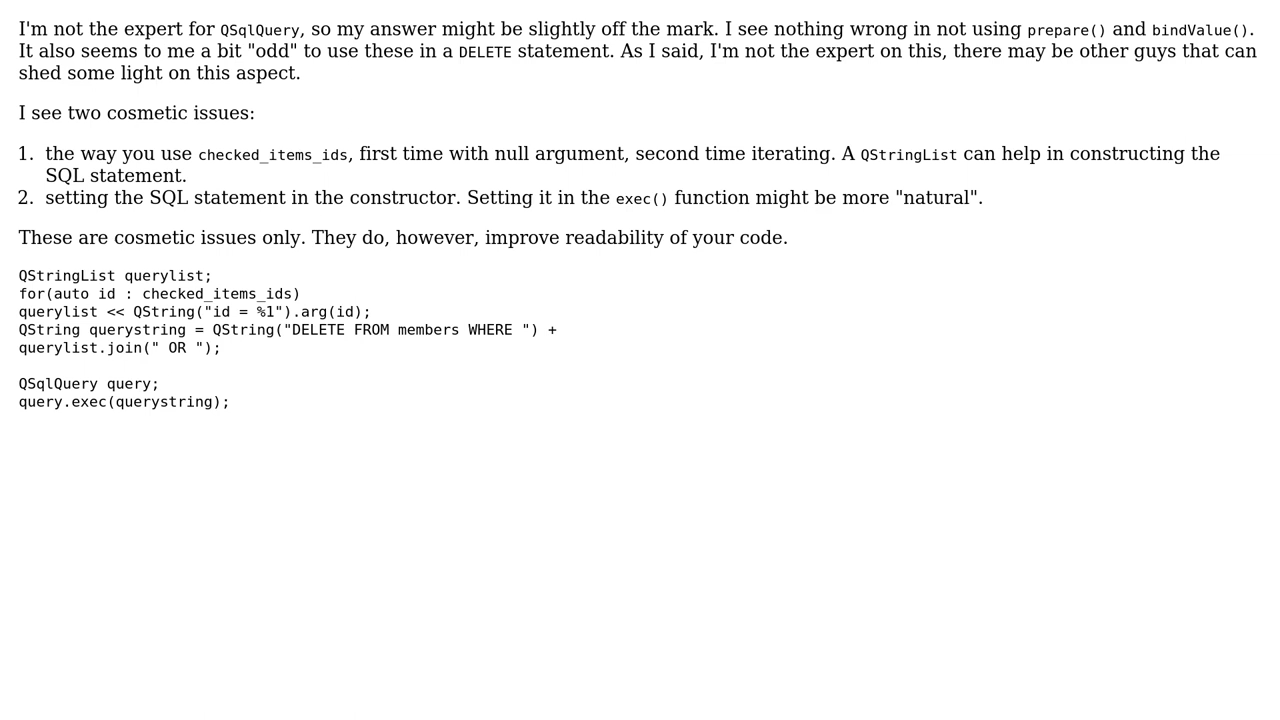 I'm not the expert for QSqlQuery, so my answer might be slightly off the mark. I see nothing wrong in not using prepare() and bindValue().
It also seems to me a bit "odd" to use these in a DELETE statement. As I said, I'm not the expert on this, there may be other guys that can
shed some light on this aspect.
I see two cosmetic issues:
1. the way you use checked_items_ids, first time with null argument, second time iterating. A QStringList can help in constructing the
SQL statement.
2. setting the SQL statement in the constructor. Setting it in the exec() function might be more "natural".
These are cosmetic issues only. They do, however, improve readability of your code.
QStringList querylist;
for(auto id : checked_items_ids)
querylist << QString("id = %1").arg(id);
QString querystring = QString("DELETE FROM members WHERE ") +
querylist.join(" OR ");
QSqlQuery query;
query.exec(querystring);